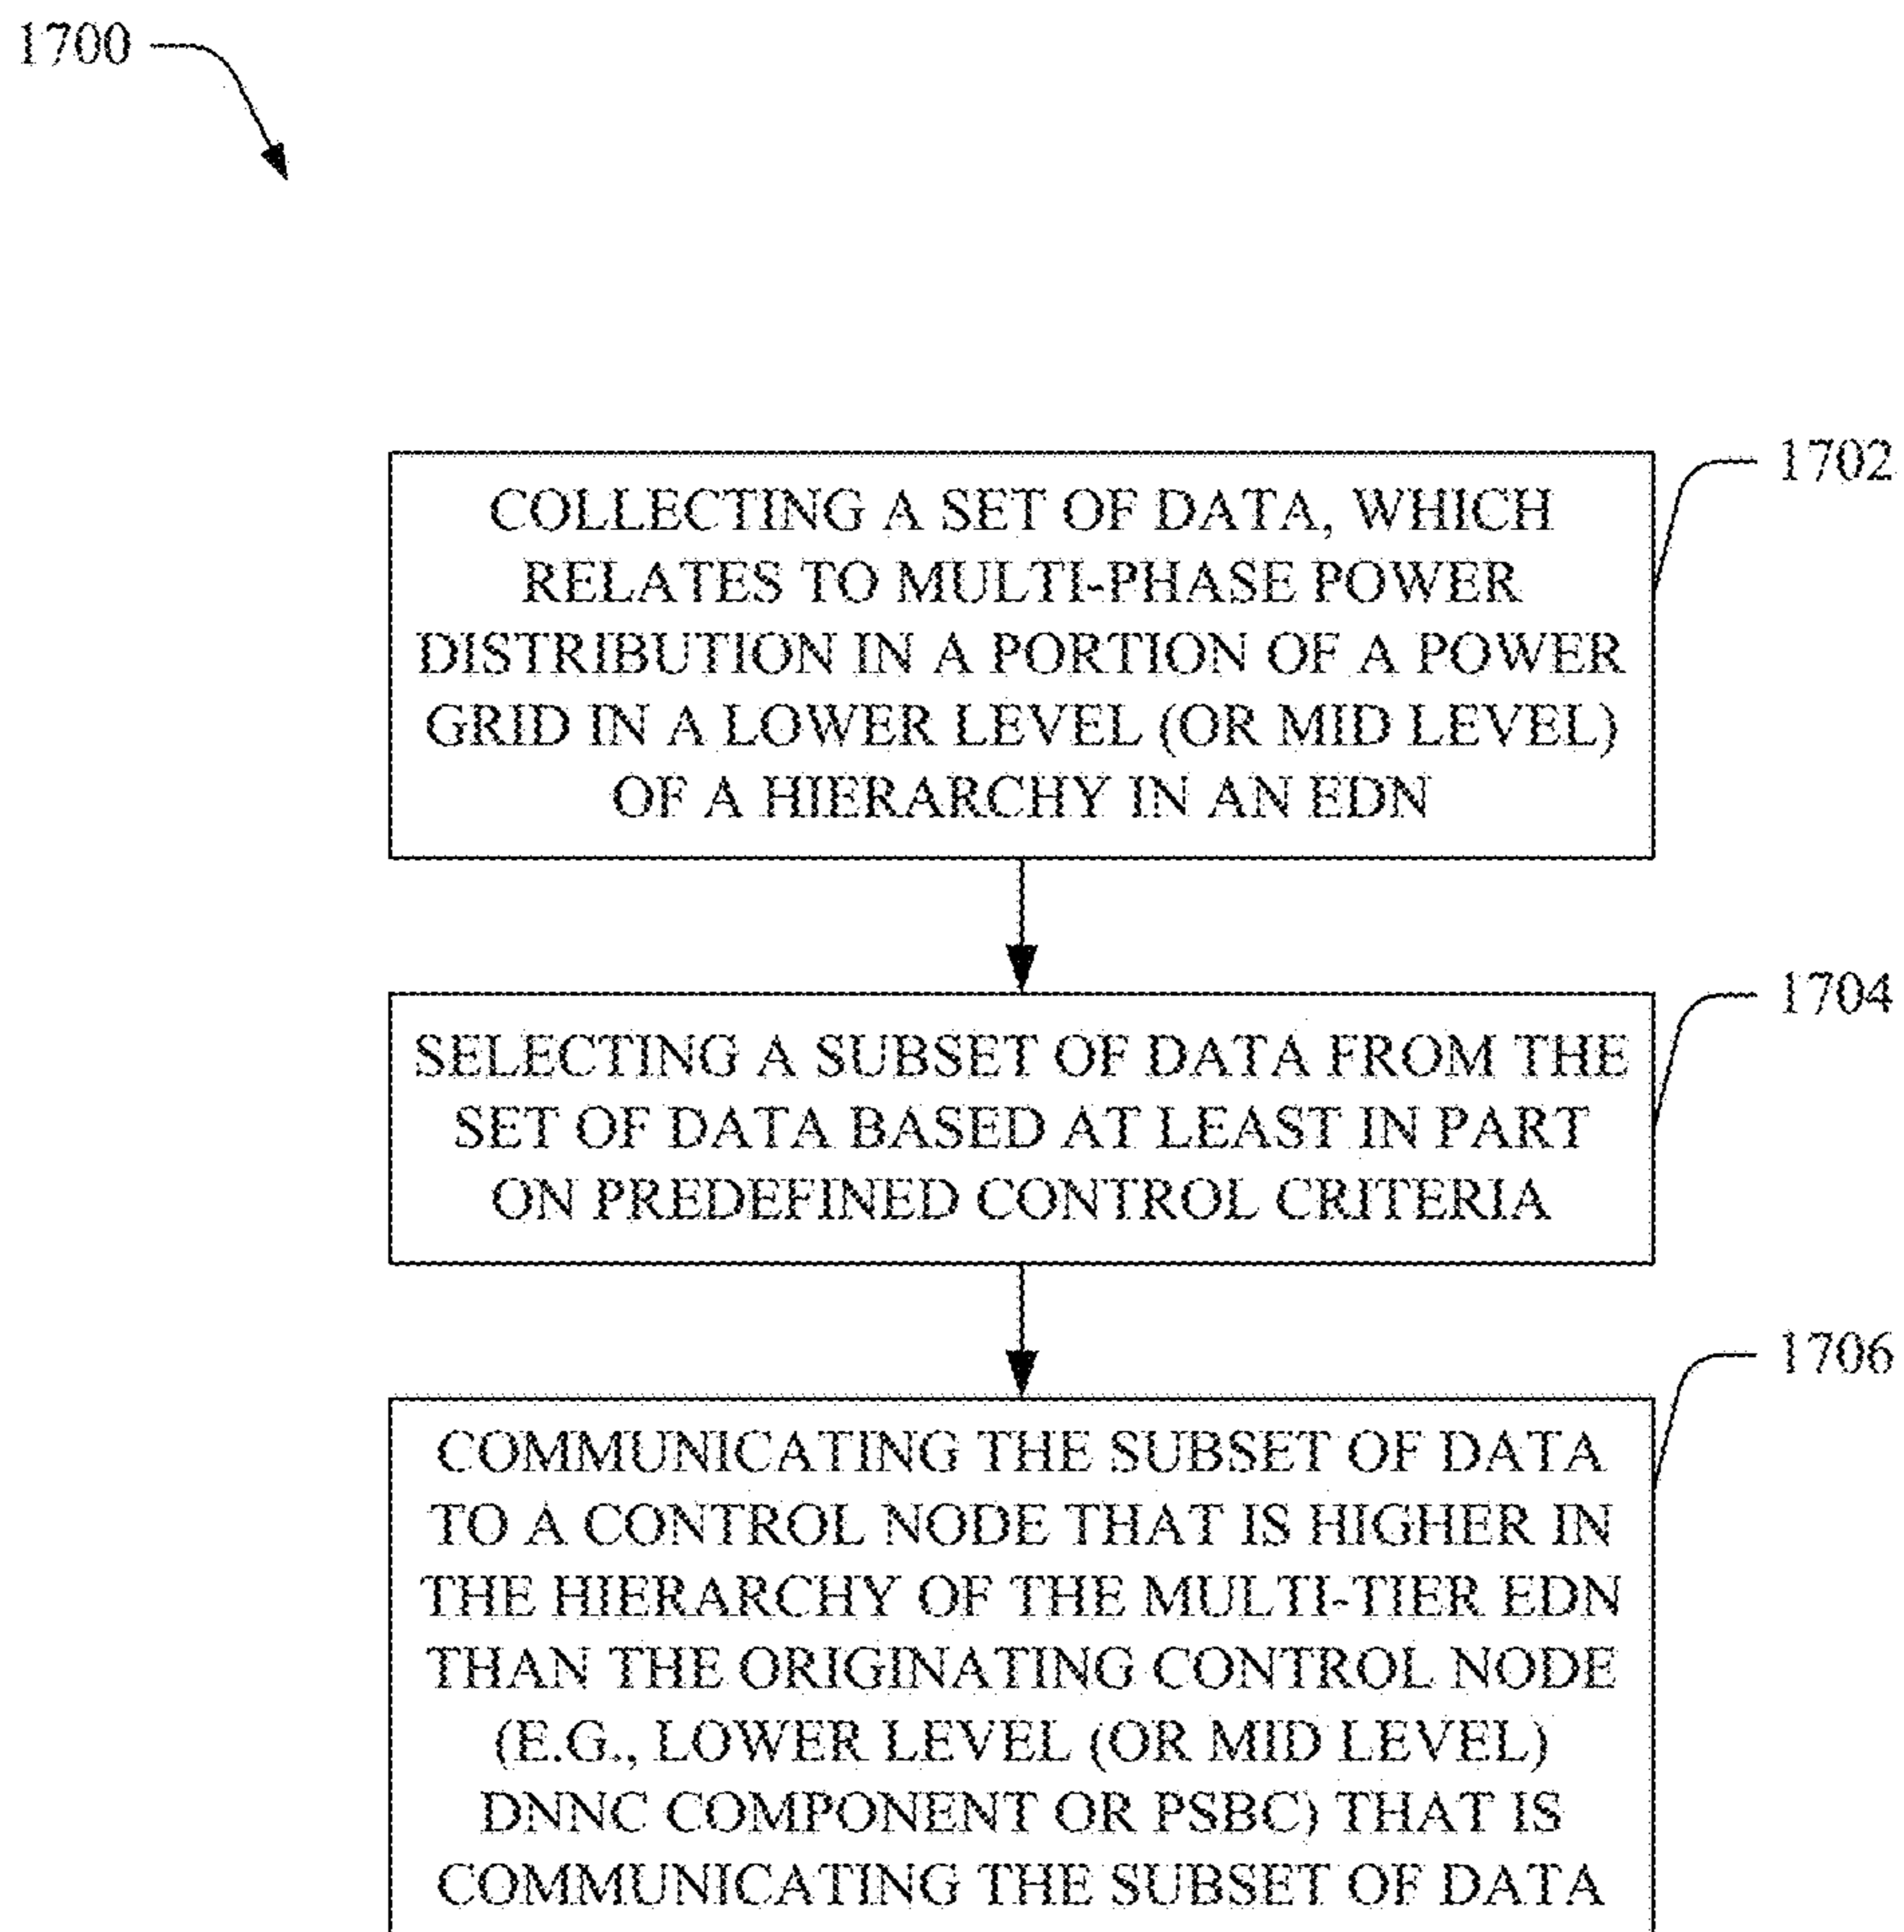 1700
1702
COLLECTING A SET OF DATA, WHICH
RELATES TO MULTI-PHASE POWER
DISTRIBUTION IN A PORTION OF A POWER
GRID IN A LOWER LEVEL (OR MID LEVEL)
OF A HIERARCHY IN AN EDN
1704
SELECTING A SUBSET OF DATA FROM THE
SET OF DATA BASED AT LEAST IN PART
ON PREDEFINED CONTROL CRITERIA
1706
COMMUNICATING THE SUBSET OF DATA
TO A CONTROL NODE THAT IS HIGHER IN
THE HIERARCHY OF THE MULTI-TIER EDN
THAN THE ORIGINATING CONTROL NODE
(E.G., LOWER LEVEL (OR MID LEVEL)
DNNC COMPONENT OR PSBC) THAT IS
COMMUNICATING THE SUBSET OF DATA